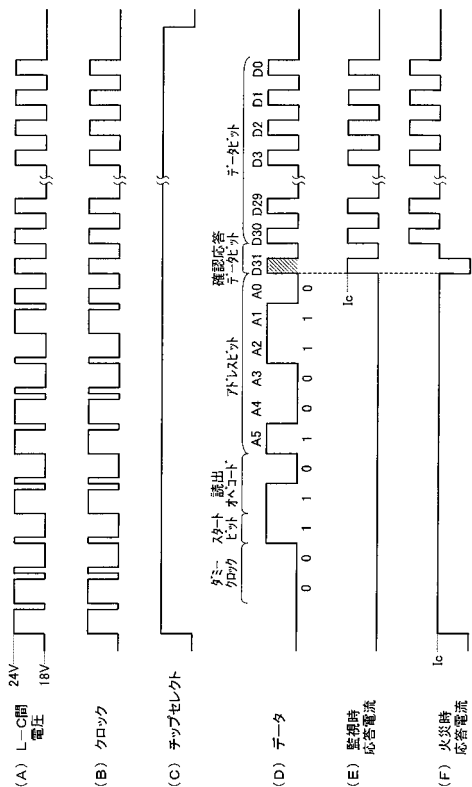 (A) L−C間
電圧
24V
18V
(B) クロック
(C) チップセレクト
(D) データ
ダミー
クロック
スタート
ビット
読出
オペコード
アドレスビット
確認応答
データビット
データビット
A5 A4 A3 A2 A1 A0 D31 D30 D29 D3 D2 D1 D0
0 0 1 1 0 1 0 0 1 1 0
(E) 監視時
応答電流
Ic
(F) 火災時
応答電流
Ic